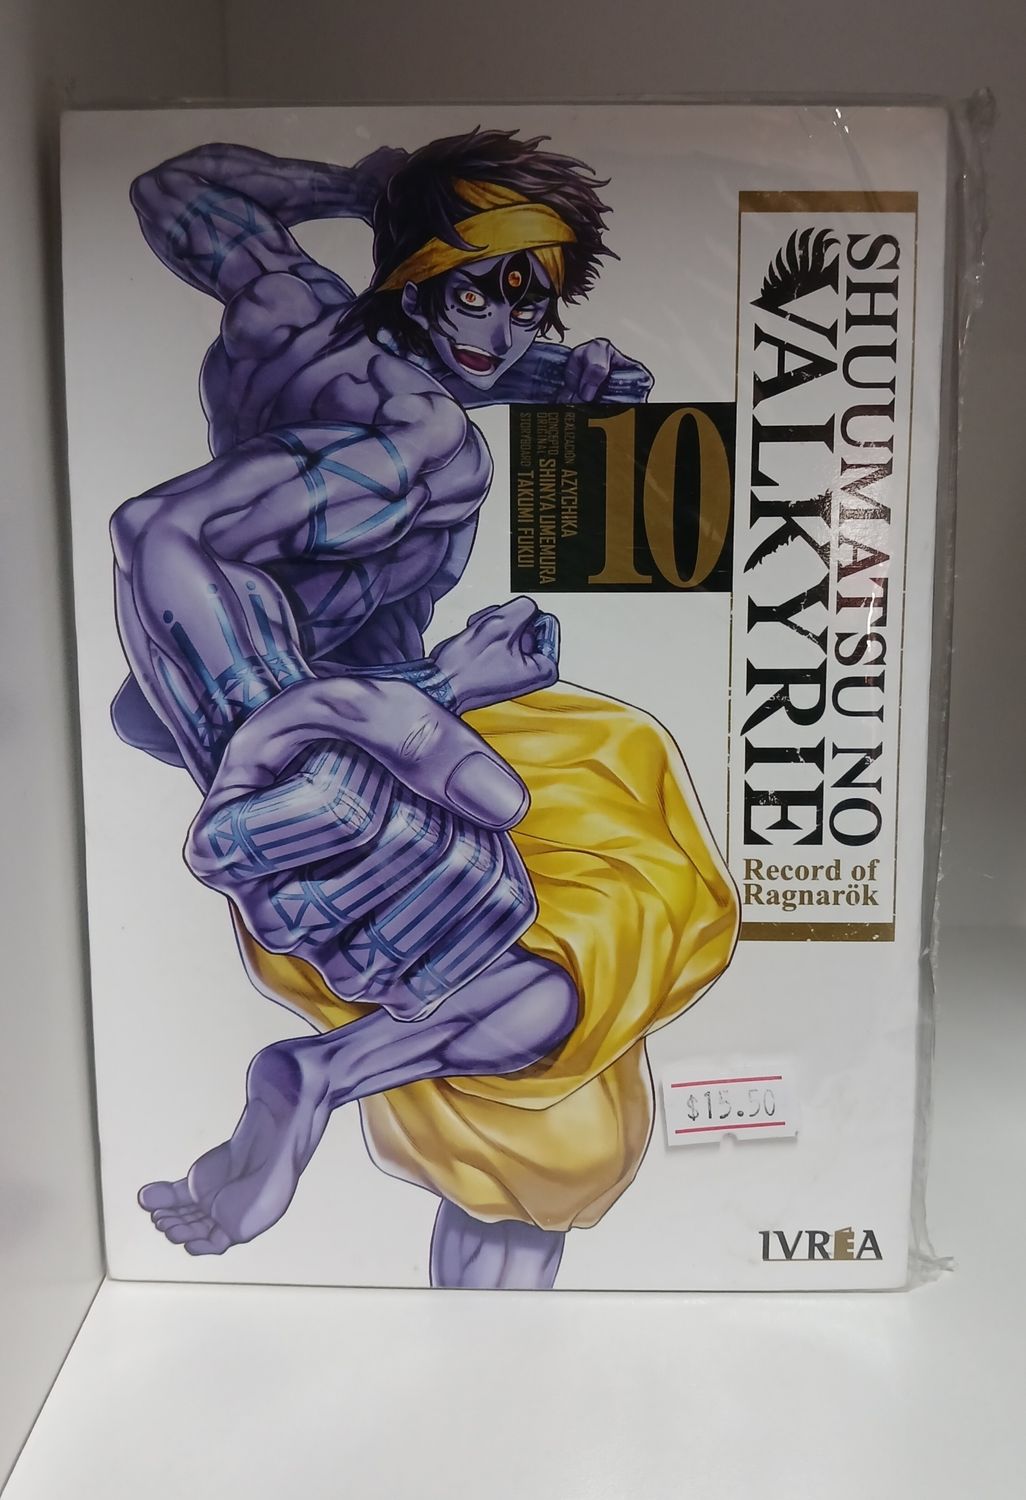 SHUUMATSU NO
VALKYRIE
Record of
Ragnarök
10
REALIZACIÓN AZYCHIKA
CONCEPTO ORIGINAL SHINYA UMEMURA
STORYBOARD TAKUMI FUKUI
$15.50
IVREA